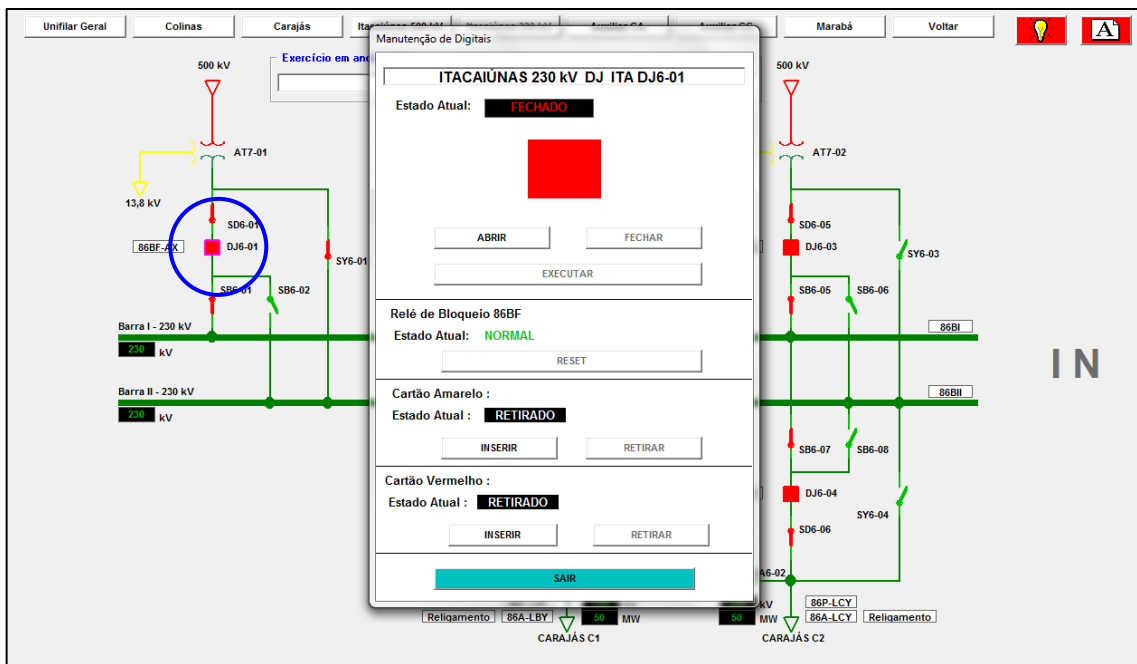 Unifilar Geral
Colinas
Carajás
Marabá
Voltar
A
Exercício em
500 kV
AT7-01
13,8 kV
SD6-01
86BF-AX
DJ6-01
SY6-01
SB6-01
SB6-02
Barra I - 230 kV
230 kV
Barra II - 230 kV
230 kV
Manutenção de Digitais
ITACAIÚNAS 230 kV DJ ITA DJ6-01
Estado Atual: FECHADO
ABRIR
FECHAR
EXECUTAR
Relé de Bloqueio 86BF
Estado Atual: NORMAL
RESET
Cartão Amarelo :
Estado Atual : RETIRADO
INSERIR
RETIRAR
Cartão Vermelho :
Estado Atual : RETIRADO
INSERIR
RETIRAR
SAIR
500 kV
AT7-02
SD6-05
DJ6-03
SY6-03
SB6-05
SB6-06
86BI
I N
86BII
SB6-07
SB6-08
DJ6-04
SY6-04
SD6-06
A6-02
Religamento
86A-LBY
50 MW
CARAJÁS C1
kV
50 MW
86P-LCY
86A-LCY
Religamento
CARAJÁS C2